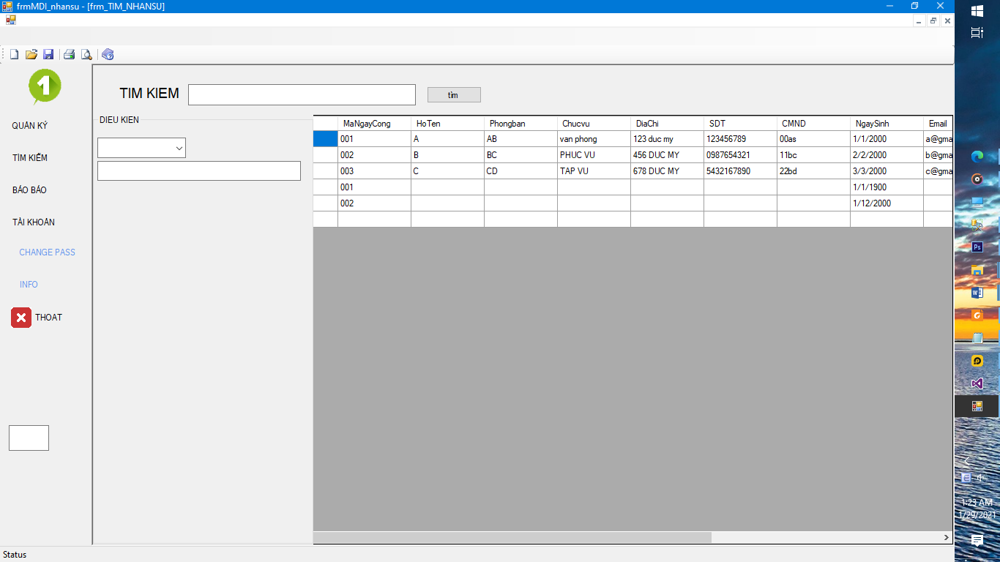 frmMDI_nhansu - [frm_TIM_NHANSU]
1
QUẢN KÝ
TÌM KIẾM
BÁO BÁO
TÀI KHOẢN
CHANGE PASS
INFO
THOAT
TIM KIEM
tìm
DIEU KIEN
MaNgayCong HoTen Phongban Chucvu DiaChi SDT CMND NgaySinh Email
001 A AB van phong 123 duc my 123456789 00as 1/1/2000 a@gma
002 B BC PHUC VU 456 DUC MY 0987654321 11bc 2/2/2000 b@gma
003 C CD TAP VU 678 DUC MY 5432167890 22bd 3/3/2000 c@gma
001 1/1/1900
002 1/12/2000
Status
Ps
1:23 AM
1/29/2021